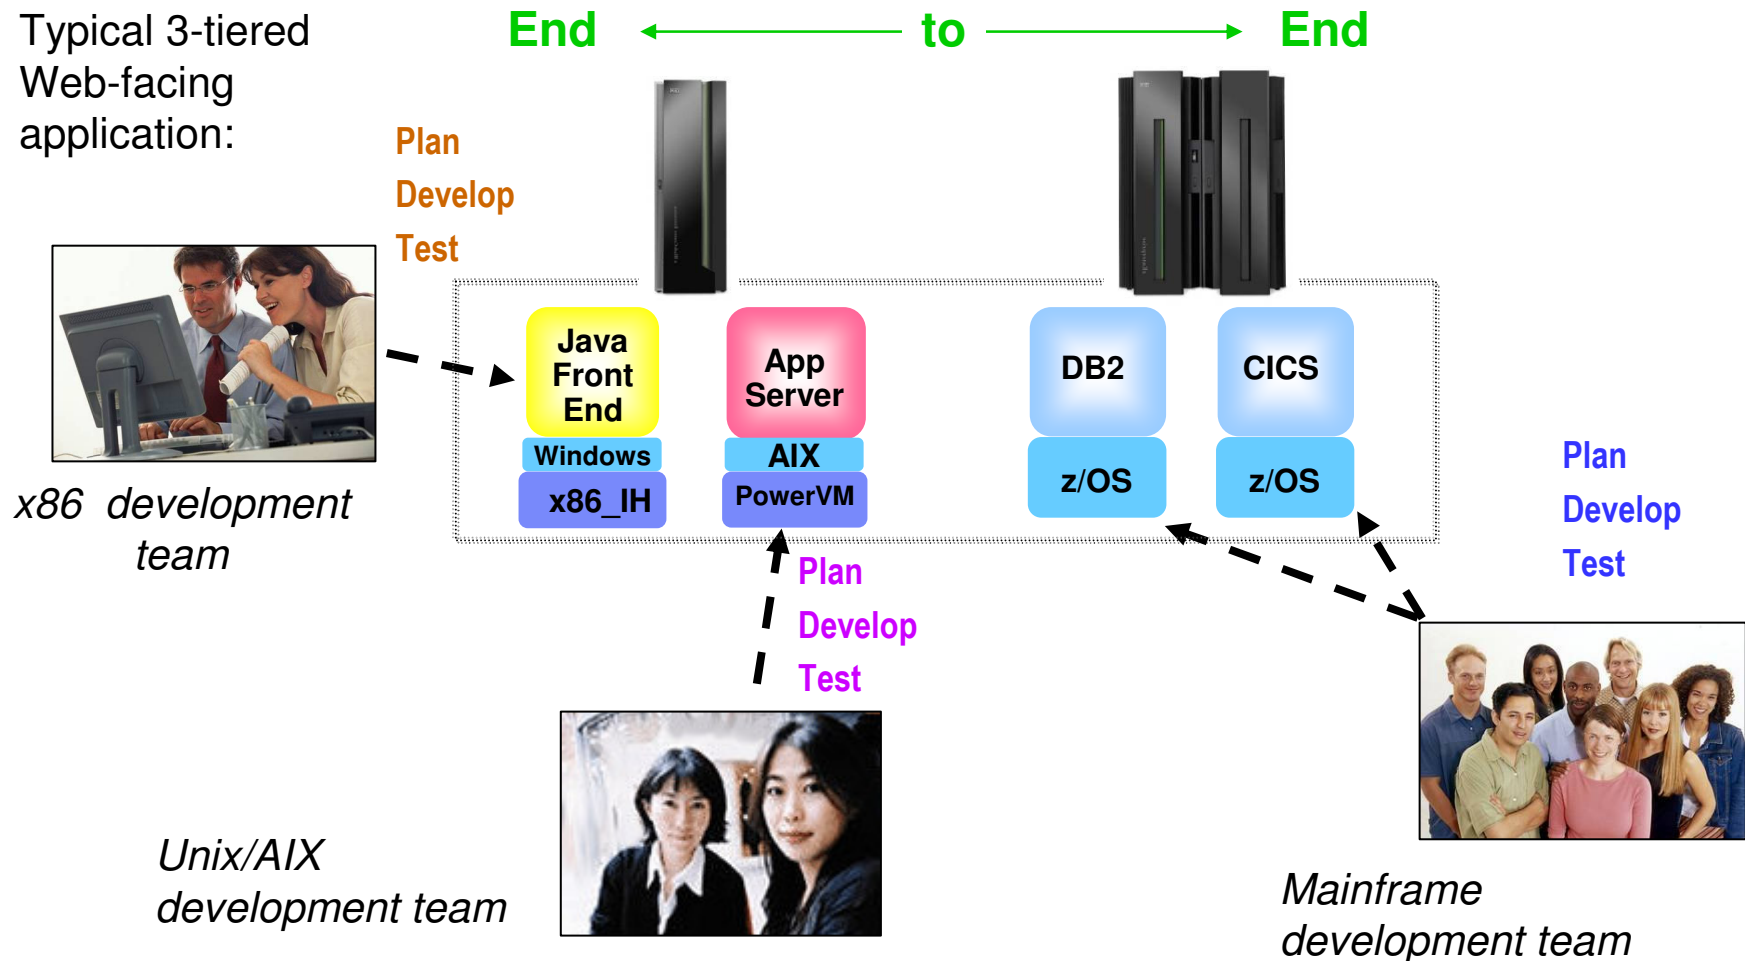 Typical 3-tiered
Web-facing
application:
End to End
Plan
Develop
Test
Java
Front
End
Windows
x86_IH
App
Server
AIX
PowerVM
DB2
z/OS
CICS
z/OS
x86 development
team
Plan
Develop
Test
Unix/AIX
development team
Plan
Develop
Test
Mainframe
development team